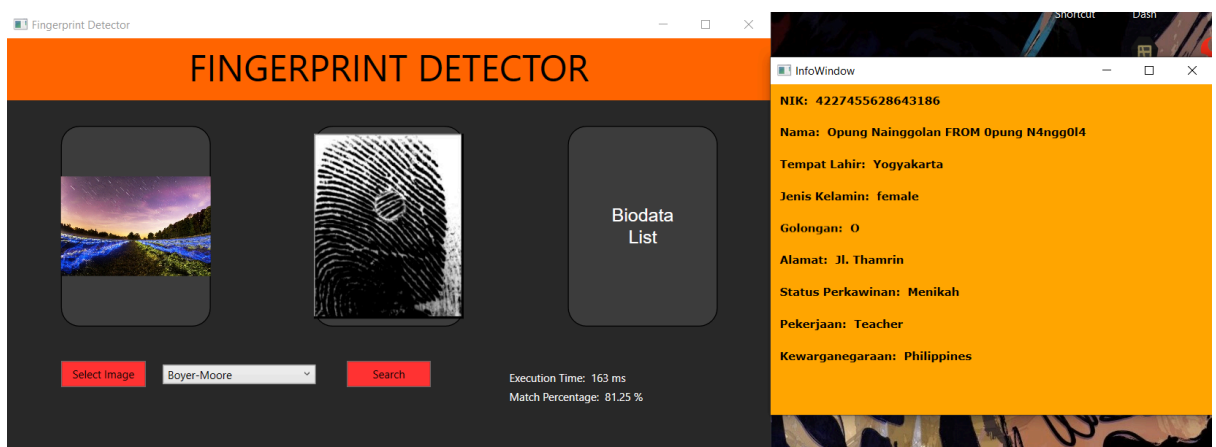 Fingerprint Detector
FINGERPRINT DETECTOR
Biodata
List
Select Image
Boyer-Moore
Search
Execution Time: 163 ms
Match Percentage: 81.25 %
Shortcut
Dash
InfoWindow
NIK: 4227455628643186
Nama: Opung Nainggolan FROM 0pung N4ngg0l4
Tempat Lahir: Yogyakarta
Jenis Kelamin: female
Golongan: O
Alamat: Jl. Thamrin
Status Perkawinan: Menikah
Pekerjaan: Teacher
Kewarganegaraan: Philippines